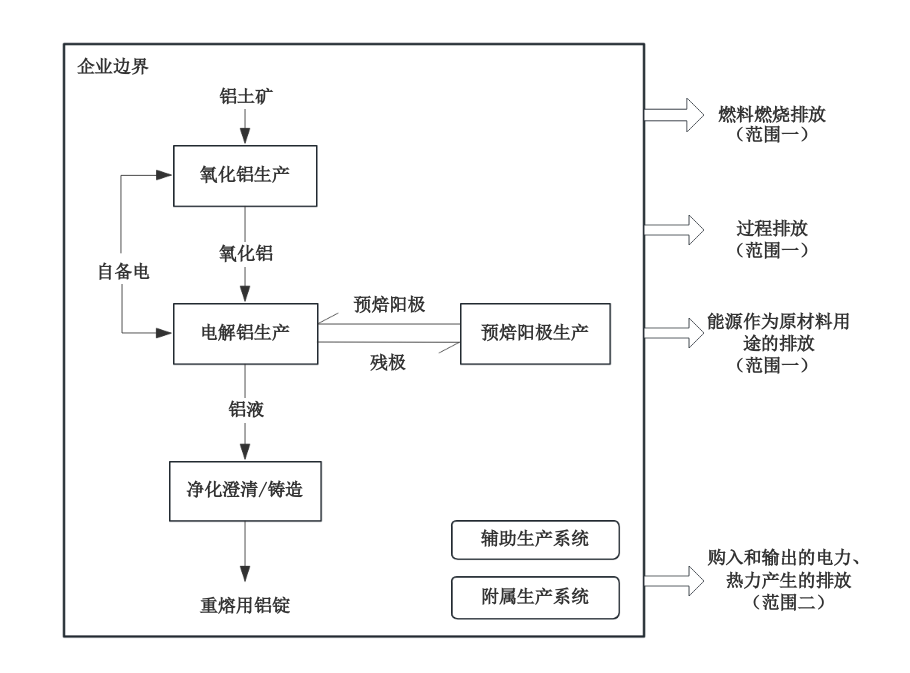 企业边界
铝土矿
氧化铝生产
氧化铝
自备电
电解铝生产
预焙阳极
预焙阳极生产
残极
铝液
净化澄清/铸造
重熔用铝锭
辅助生产系统
附属生产系统
燃料燃烧排放
（范围一）
过程排放
（范围一）
能源作为原材料用
途的排放
（范围一）
购入和输出的电力、
热力产生的排放
（范围二）